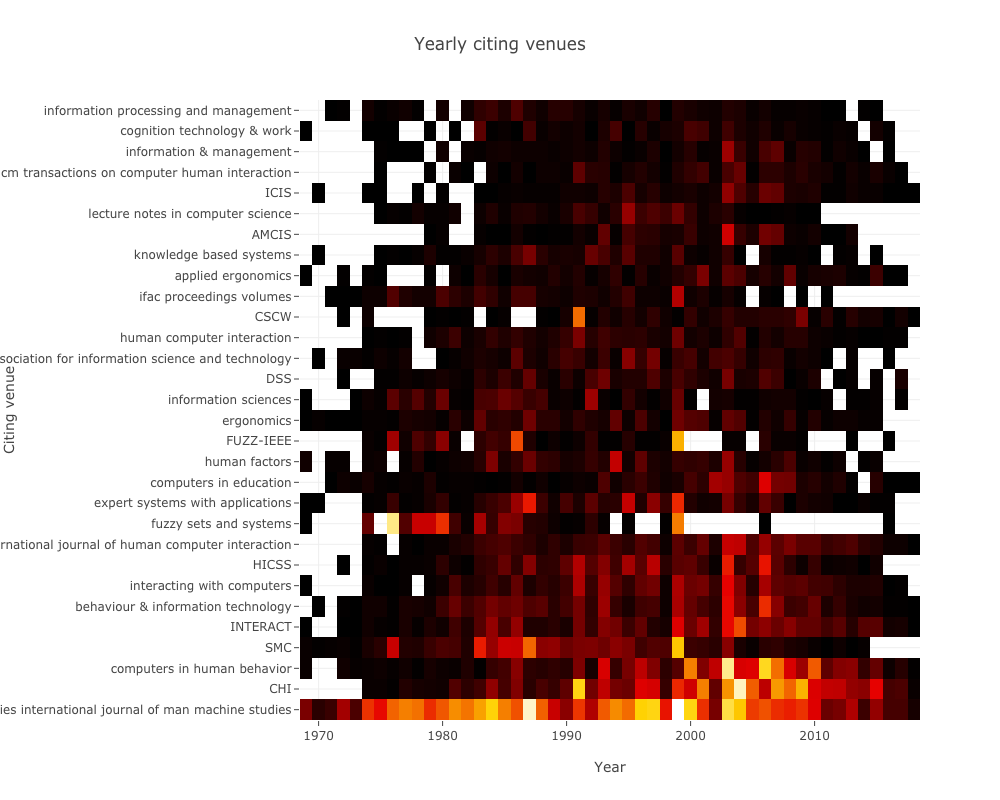 Yearly citing venues
information processing and management
cognition technology & work
information & management
cm transactions on computer human interaction
ICIS
lecture notes in computer science
AMCIS
knowledge based systems
applied ergonomics
ifac proceedings volumes
CSCW
human computer interaction
sociation for information science and technology
DSS
information sciences
ergonomics
FUZZ-IEEE
human factors
computers in education
expert systems with applications
fuzzy sets and systems
rnational journal of human computer interaction
HICSS
interacting with computers
behaviour & information technology
INTERACT
SMC
computers in human behavior
CHI
ies international journal of man machine studies
Citing venue
1970 1980 1990 2000 2010
Year